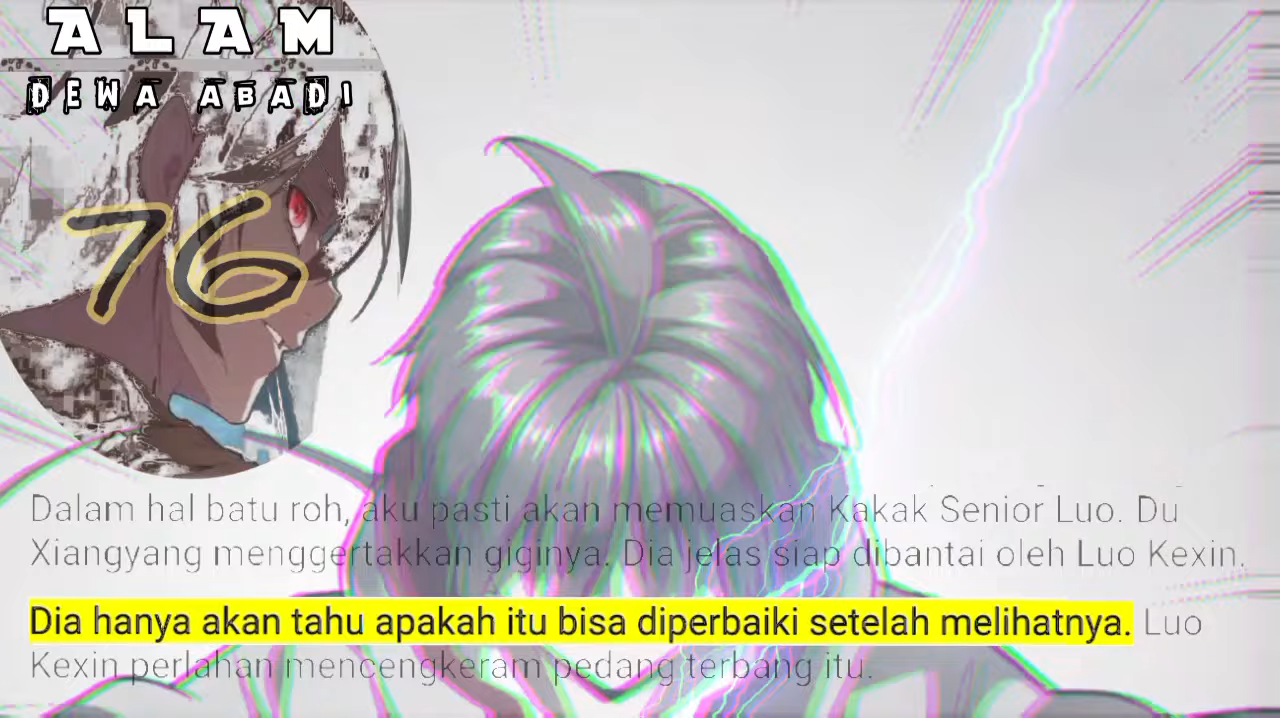 ALAM
DEWA ABADI
76
Dalam hal batu roh, aku pasti akan memuaskan Kakak Senior Luo. Du
Xiangyang menggertakkan giginya. Dia jelas siap dibantai oleh Luo Kexin.
Dia hanya akan tahu apakah itu bisa diperbaiki setelah melihatnya. Luo
Kexin perlahan mencengkeram pedang terbang itu.